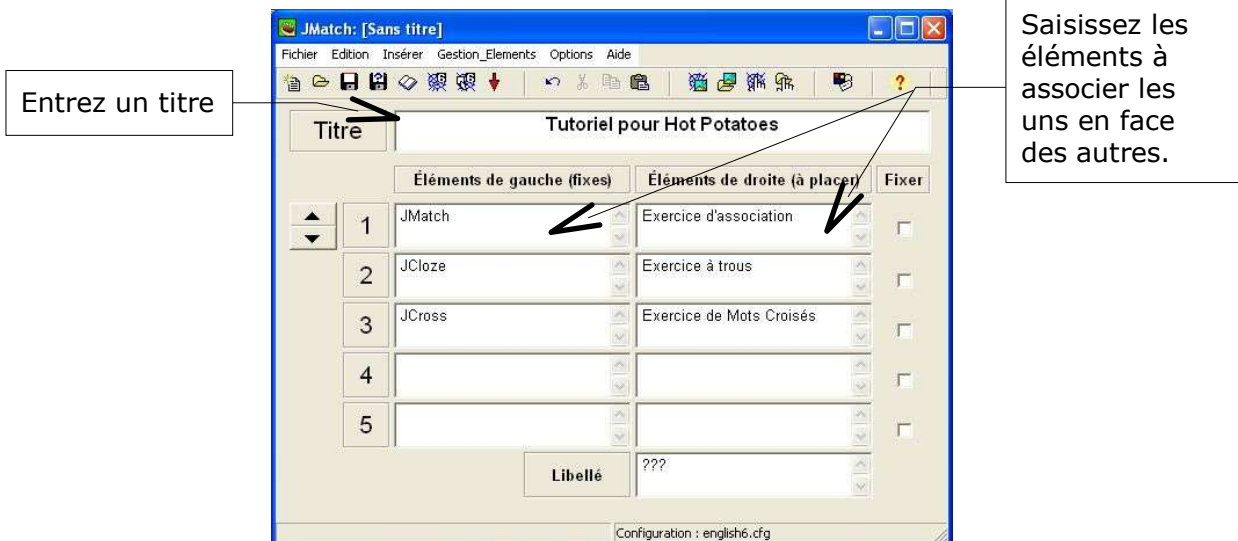 JMatch: [Sans titre]
Fichier Edition Insérer Gestion_Elements Options Aide
Entrez un titre
Titre
Tutoriel pour Hot Potatoes
Saisissez les
éléments à
associer les
uns en face
des autres.
Éléments de gauche (fixes) Éléments de droite (à placer) Fixer
1 JMatch Exercice d'association
2 JCloze Exercice à trous
3 JCross Exercice de Mots Croisés
4
5
Libellé ???
Configuration : english6.cfg